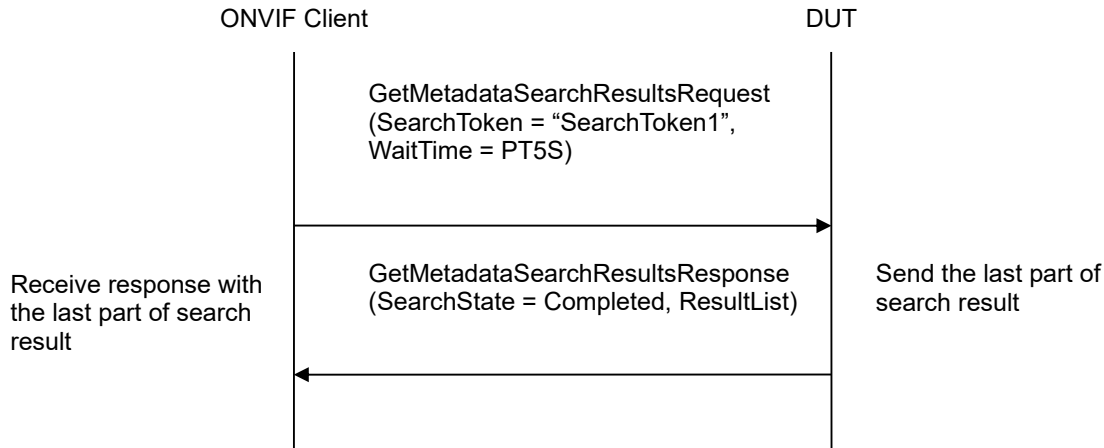 ONVIF Client
DUT
GetMetadataSearchResultsRequest
(SearchToken = “SearchToken1”,
WaitTime = PT5S)
Receive response with
the last part of search
result
GetMetadataSearchResultsResponse
(SearchState = Completed, ResultList)
Send the last part of
search result